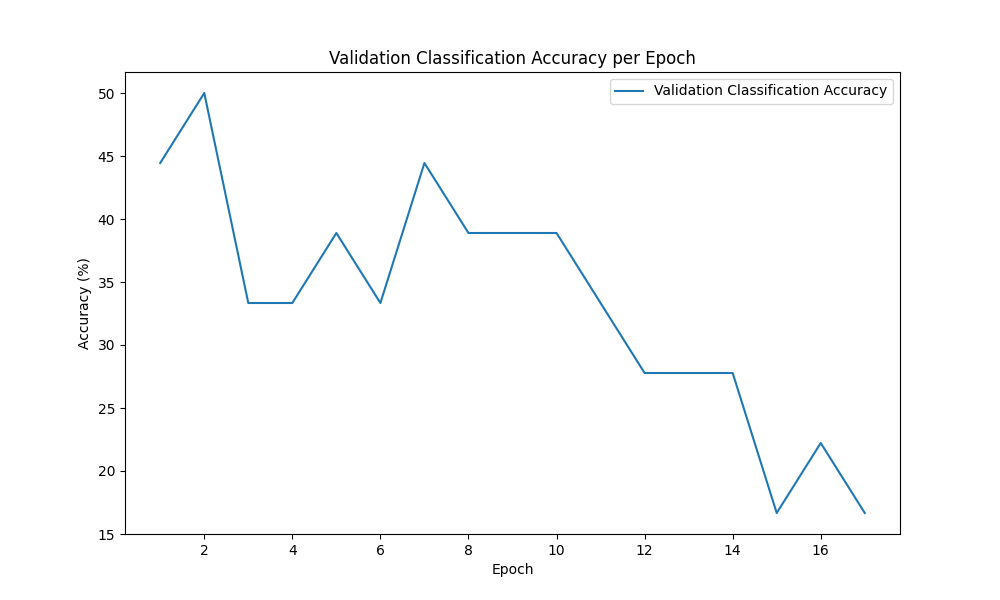 Validation Classification Accuracy per Epoch
Validation Classification Accuracy
Accuracy (%)
50
45
40
35
30
25
20
15
2 4 6 8 10 12 14 16
Epoch